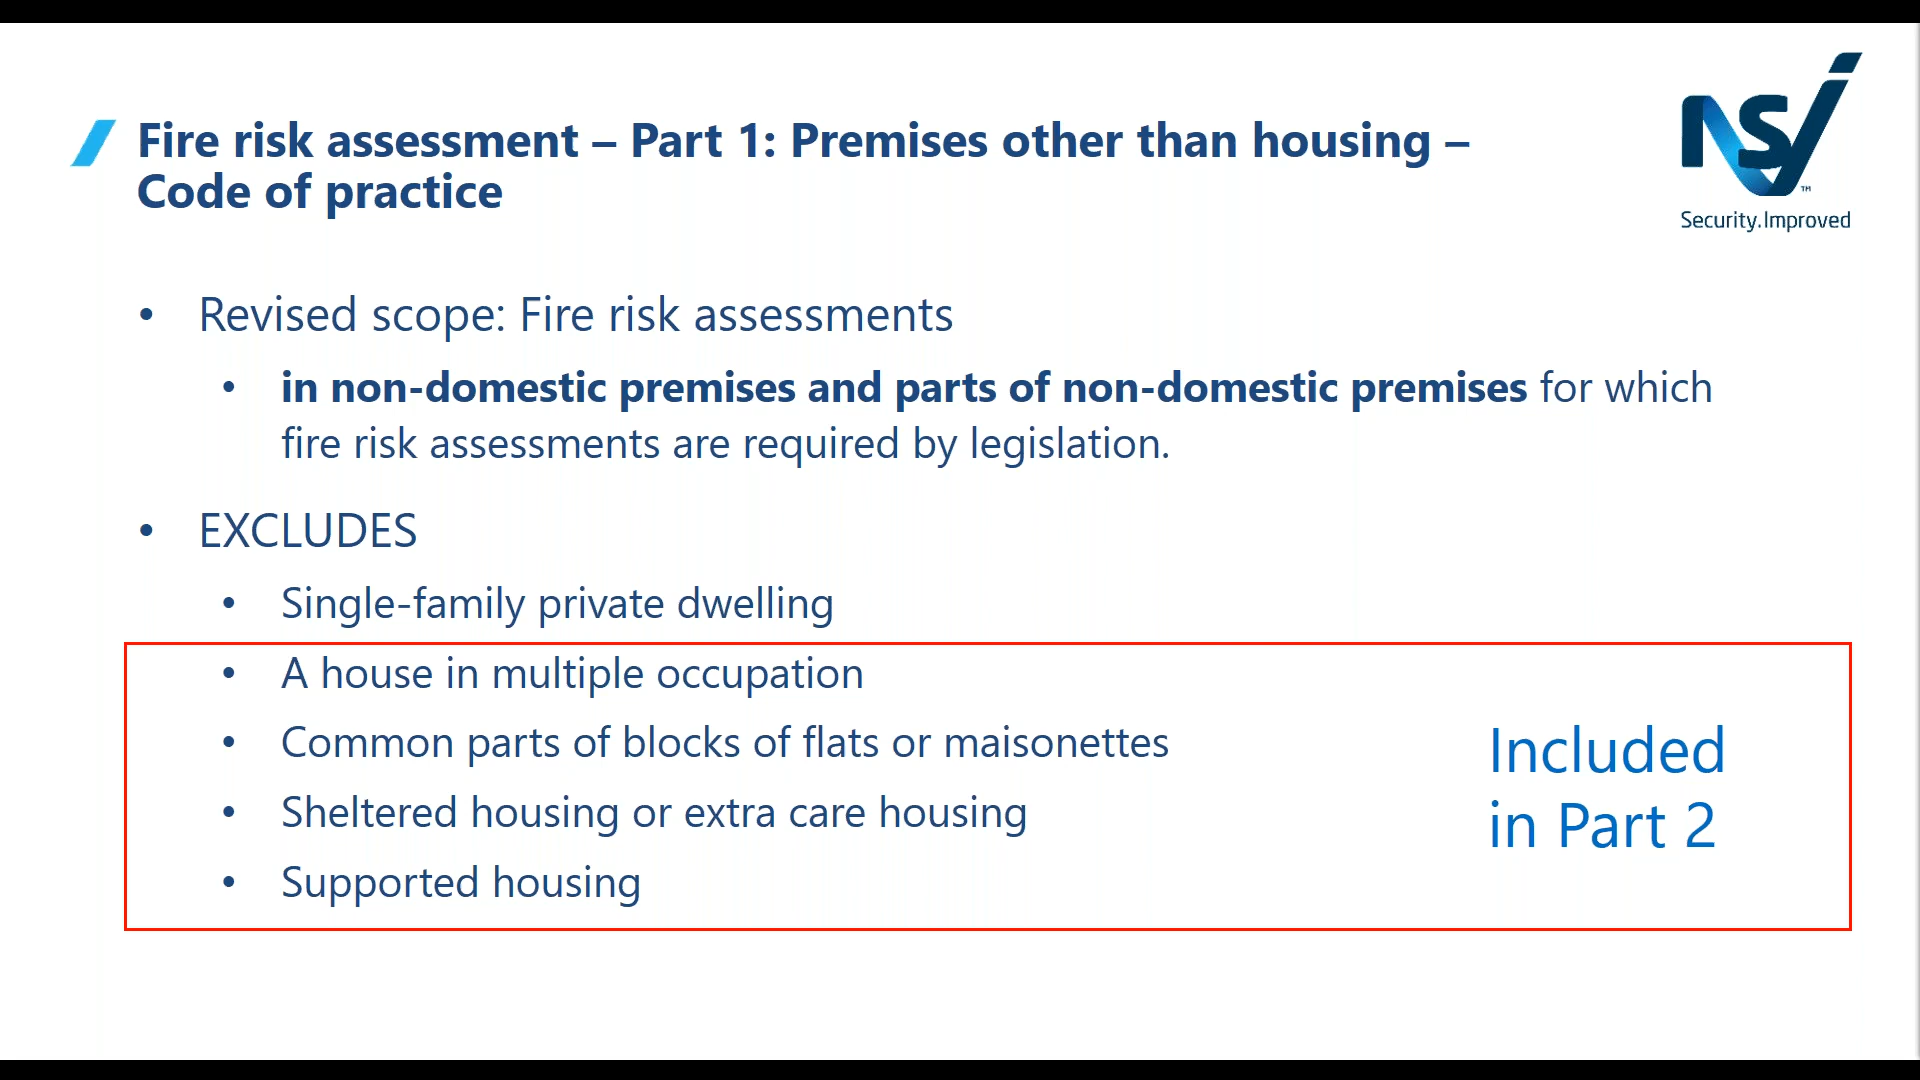 Fire risk assessment – Part 1: Premises other than housing –
Code of practice
NSI™
Security.Improved
• Revised scope: Fire risk assessments
• in non-domestic premises and parts of non-domestic premises for which
fire risk assessments are required by legislation.
• EXCLUDES
• Single-family private dwelling
• A house in multiple occupation
• Common parts of blocks of flats or maisonettes
• Sheltered housing or extra care housing
• Supported housing
Included
in Part 2